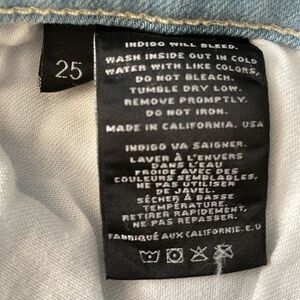 25
INDIGO WILL BLEED.
WASH INSIDE OUT IN COLD
WATER WITH LIKE COLORS,
DO NOT BLEACH.
TUMBLE DRY LOW.
REMOVE PROMPTLY.
DO NOT IRON.
MADE IN CALIFORNIA. USA
INDIGO VA SAIGNER.
LAVER À L'ENVERS
DANS L'EAU
FROIDE AVEC DES
COULEURS SEMBLABLES,
NE PAS UTILISER
DE JAVEL.
SÉCHER À BASSE
TEMPÉRATURE,
RETIRER RAPIDEMENT,
NE PAS REPASSER.
FABRIQUÉ AUX CALIFORNIE. E.U